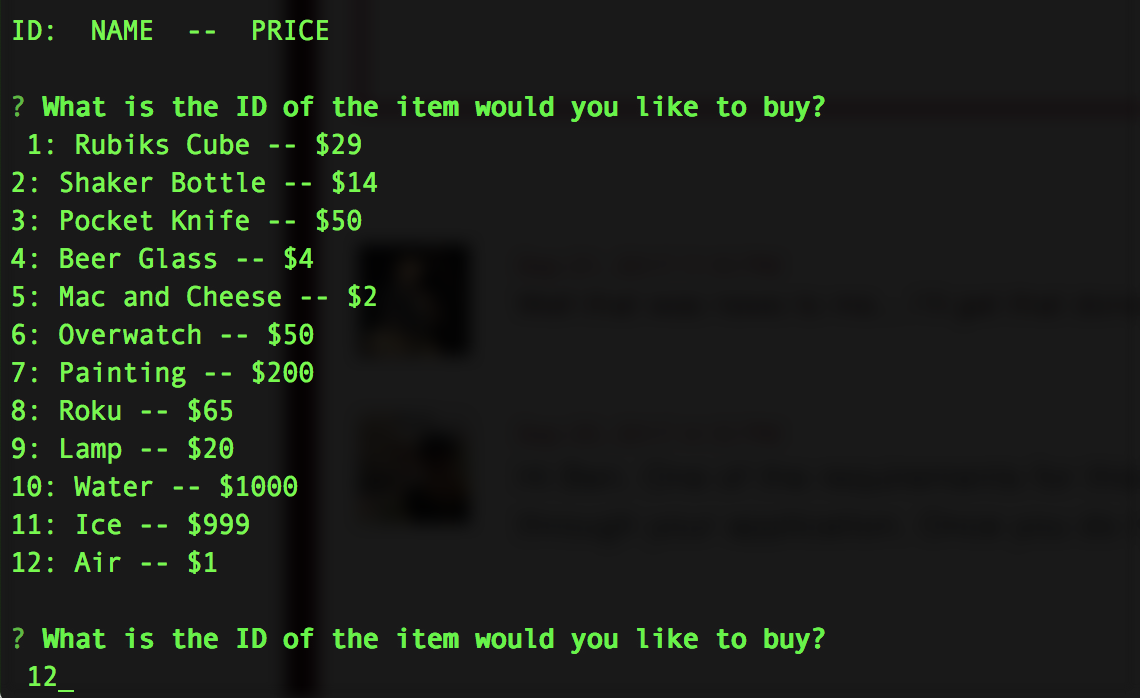 ID:  NAME  --  PRICE
? What is the ID of the item would you like to buy?
1: Rubiks Cube -- $29
2: Shaker Bottle -- $14
3: Pocket Knife -- $50
4: Beer Glass -- $4
5: Mac and Cheese -- $2
6: Overwatch -- $50
7: Painting -- $200
8: Roku -- $65
9: Lamp -- $20
10: Water -- $1000
11: Ice -- $999
12: Air -- $1
? What is the ID of the item would you like to buy?
12_